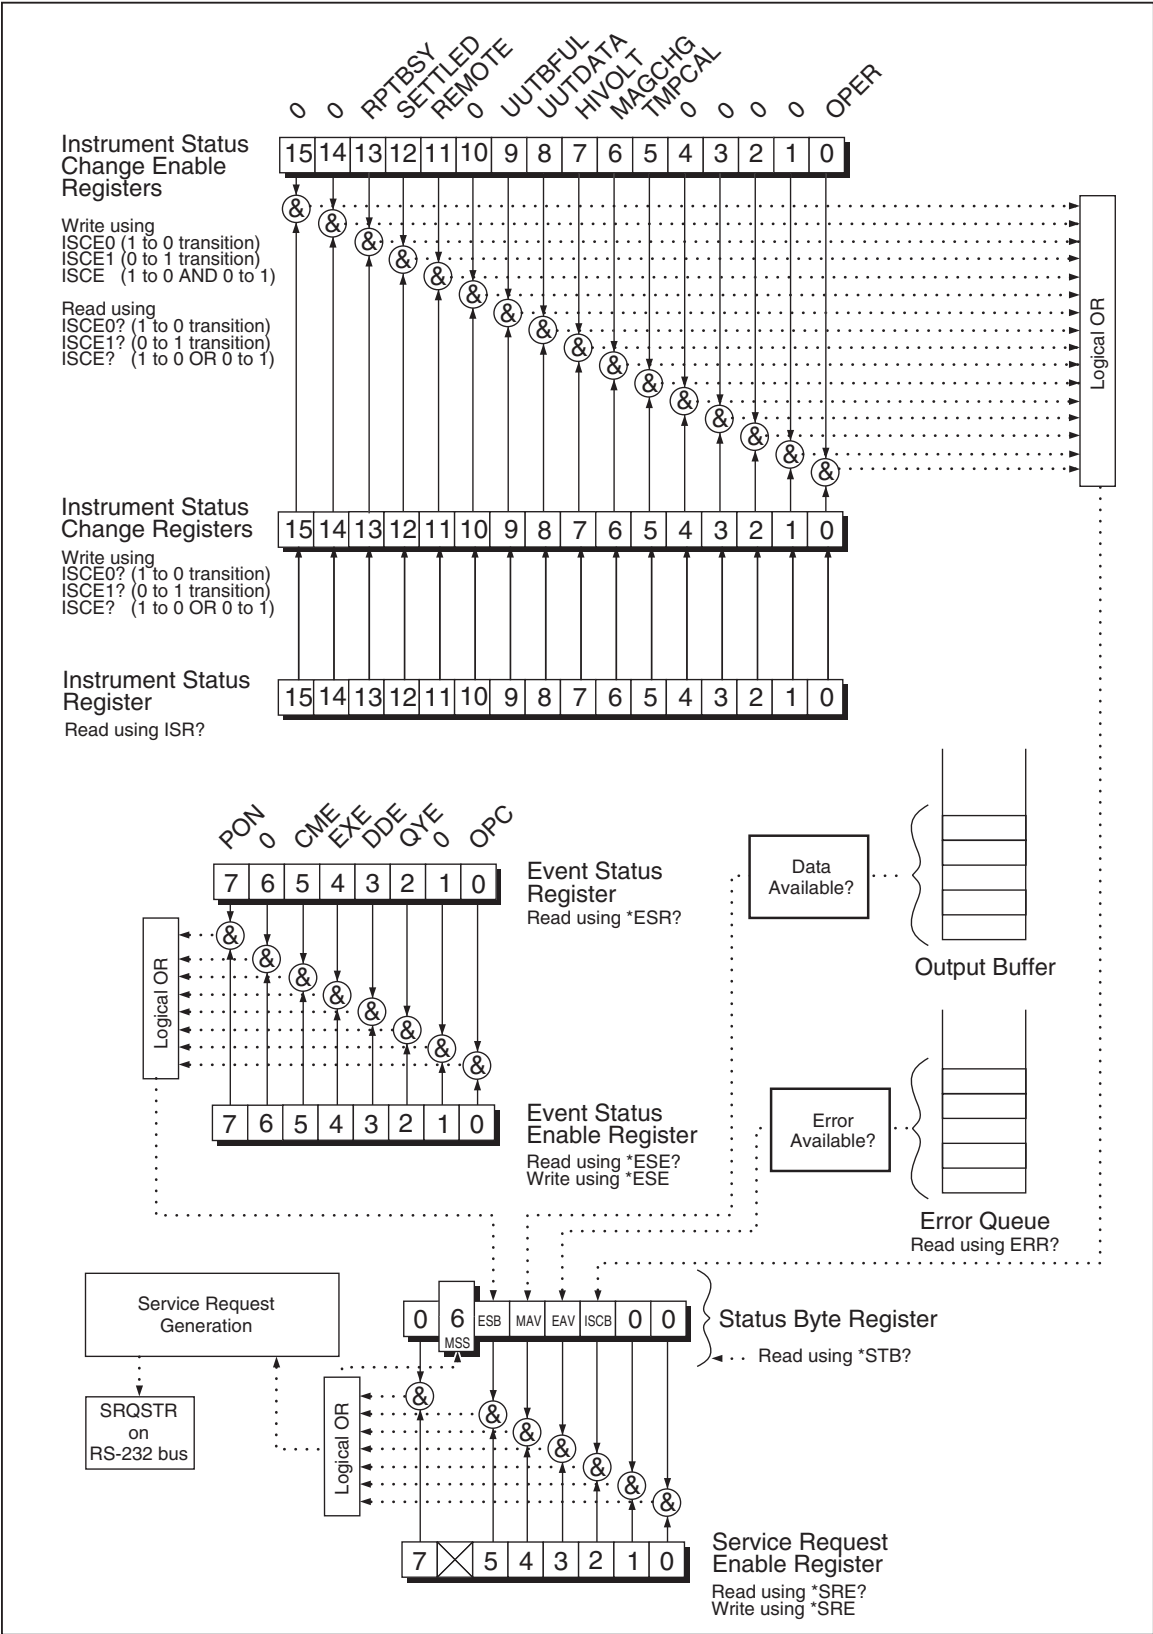 0 0 RPTBSY SETTLED REMOTE 0 UUTBFUL UUTDATA HIVOLT MAGCHG TMPCAL 0 0 0 0 OPER
Instrument Status
Change Enable
Registers
15 14 13 12 11 10 9 8 7 6 5 4 3 2 1 0
Write using
ISCE0 (1 to 0 transition)
ISCE1 (0 to 1 transition)
ISCE (1 to 0 AND 0 to 1)
Read using
ISCE0? (1 to 0 transition)
ISCE1? (0 to 1 transition)
ISCE? (1 to 0 OR 0 to 1)
& & & & & & & & & & & & & & & &
Logical OR
Instrument Status
Change Registers
15 14 13 12 11 10 9 8 7 6 5 4 3 2 1 0
Write using
ISCE0? (1 to 0 transition)
ISCE1? (0 to 1 transition)
ISCE? (1 to 0 OR 0 to 1)
Instrument Status
Register
15 14 13 12 11 10 9 8 7 6 5 4 3 2 1 0
Read using ISR?
PON 0 CME EXE DDE QYE 0 OPC
7 6 5 4 3 2 1 0
Event Status
Register
Read using *ESR?
& & & & & & & &
Logical OR
7 6 5 4 3 2 1 0
Event Status
Enable Register
Read using *ESE?
Write using *ESE
Data
Available?
Output Buffer
Error
Available?
Error Queue
Read using ERR?
Service Request
Generation
SRQSTR
on
RS-232 bus
0 6 ESB MAV EAV ISCB 0 0
MSS
Status Byte Register
Read using *STB?
Logical OR
& & & & & & &
7 5 4 3 2 1 0
Service Request
Enable Register
Read using *SRE?
Write using *SRE